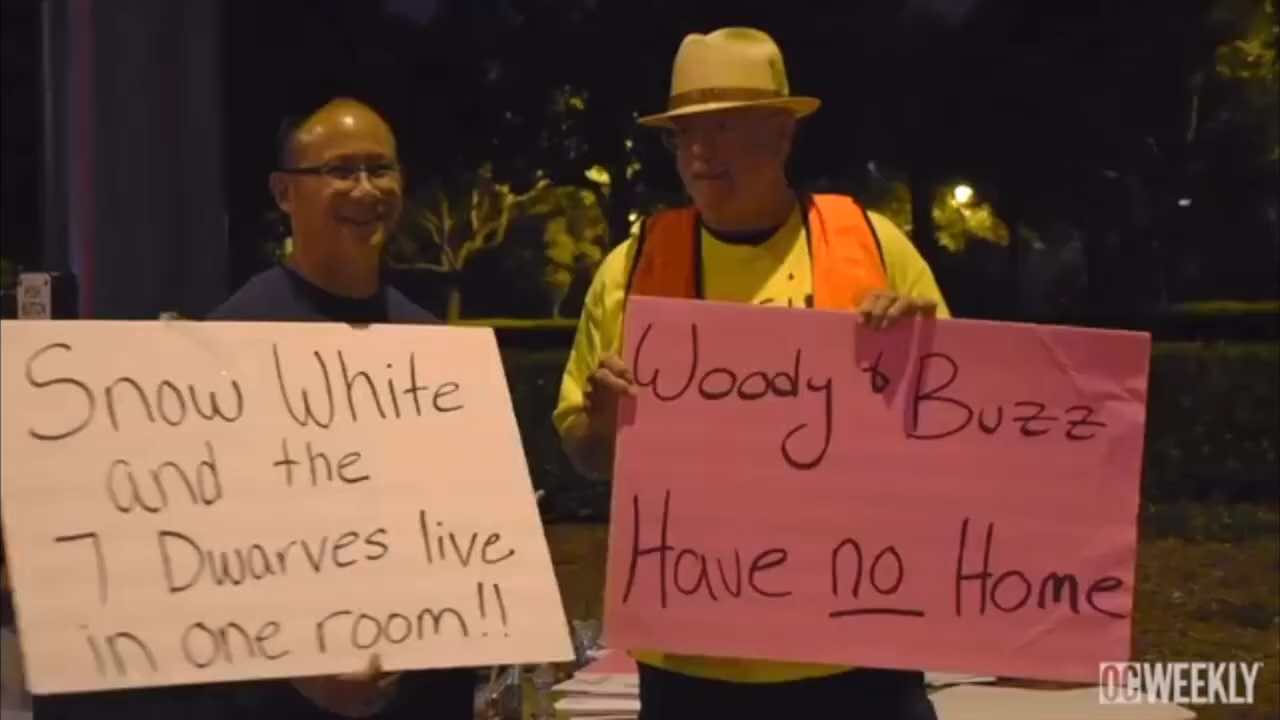 Snow White
and the
7 Dwarves live
in one room!!
Woody & Buzz
Have no Home
OCWEEKLY